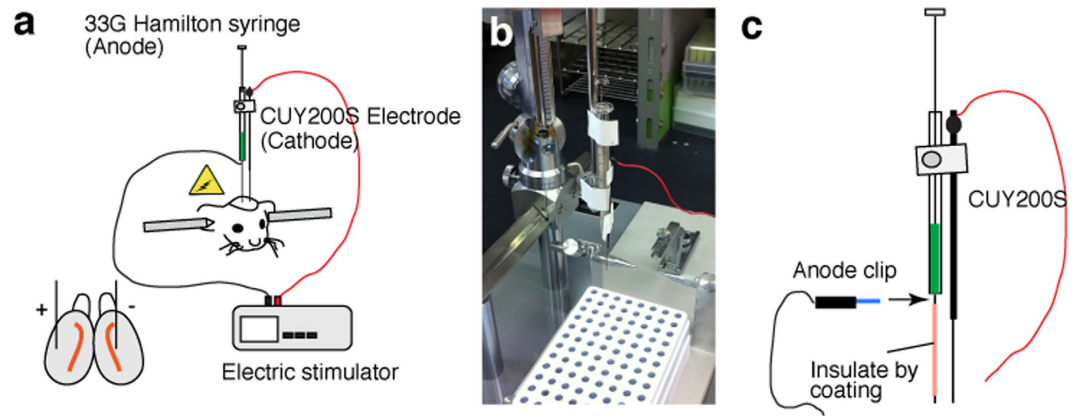 a
33G Hamilton syringe
(Anode)
CUY200S Electrode
(Cathode)
+
-
Electric stimulator
b
c
CUY200S
Anode clip
Insulate by
coating